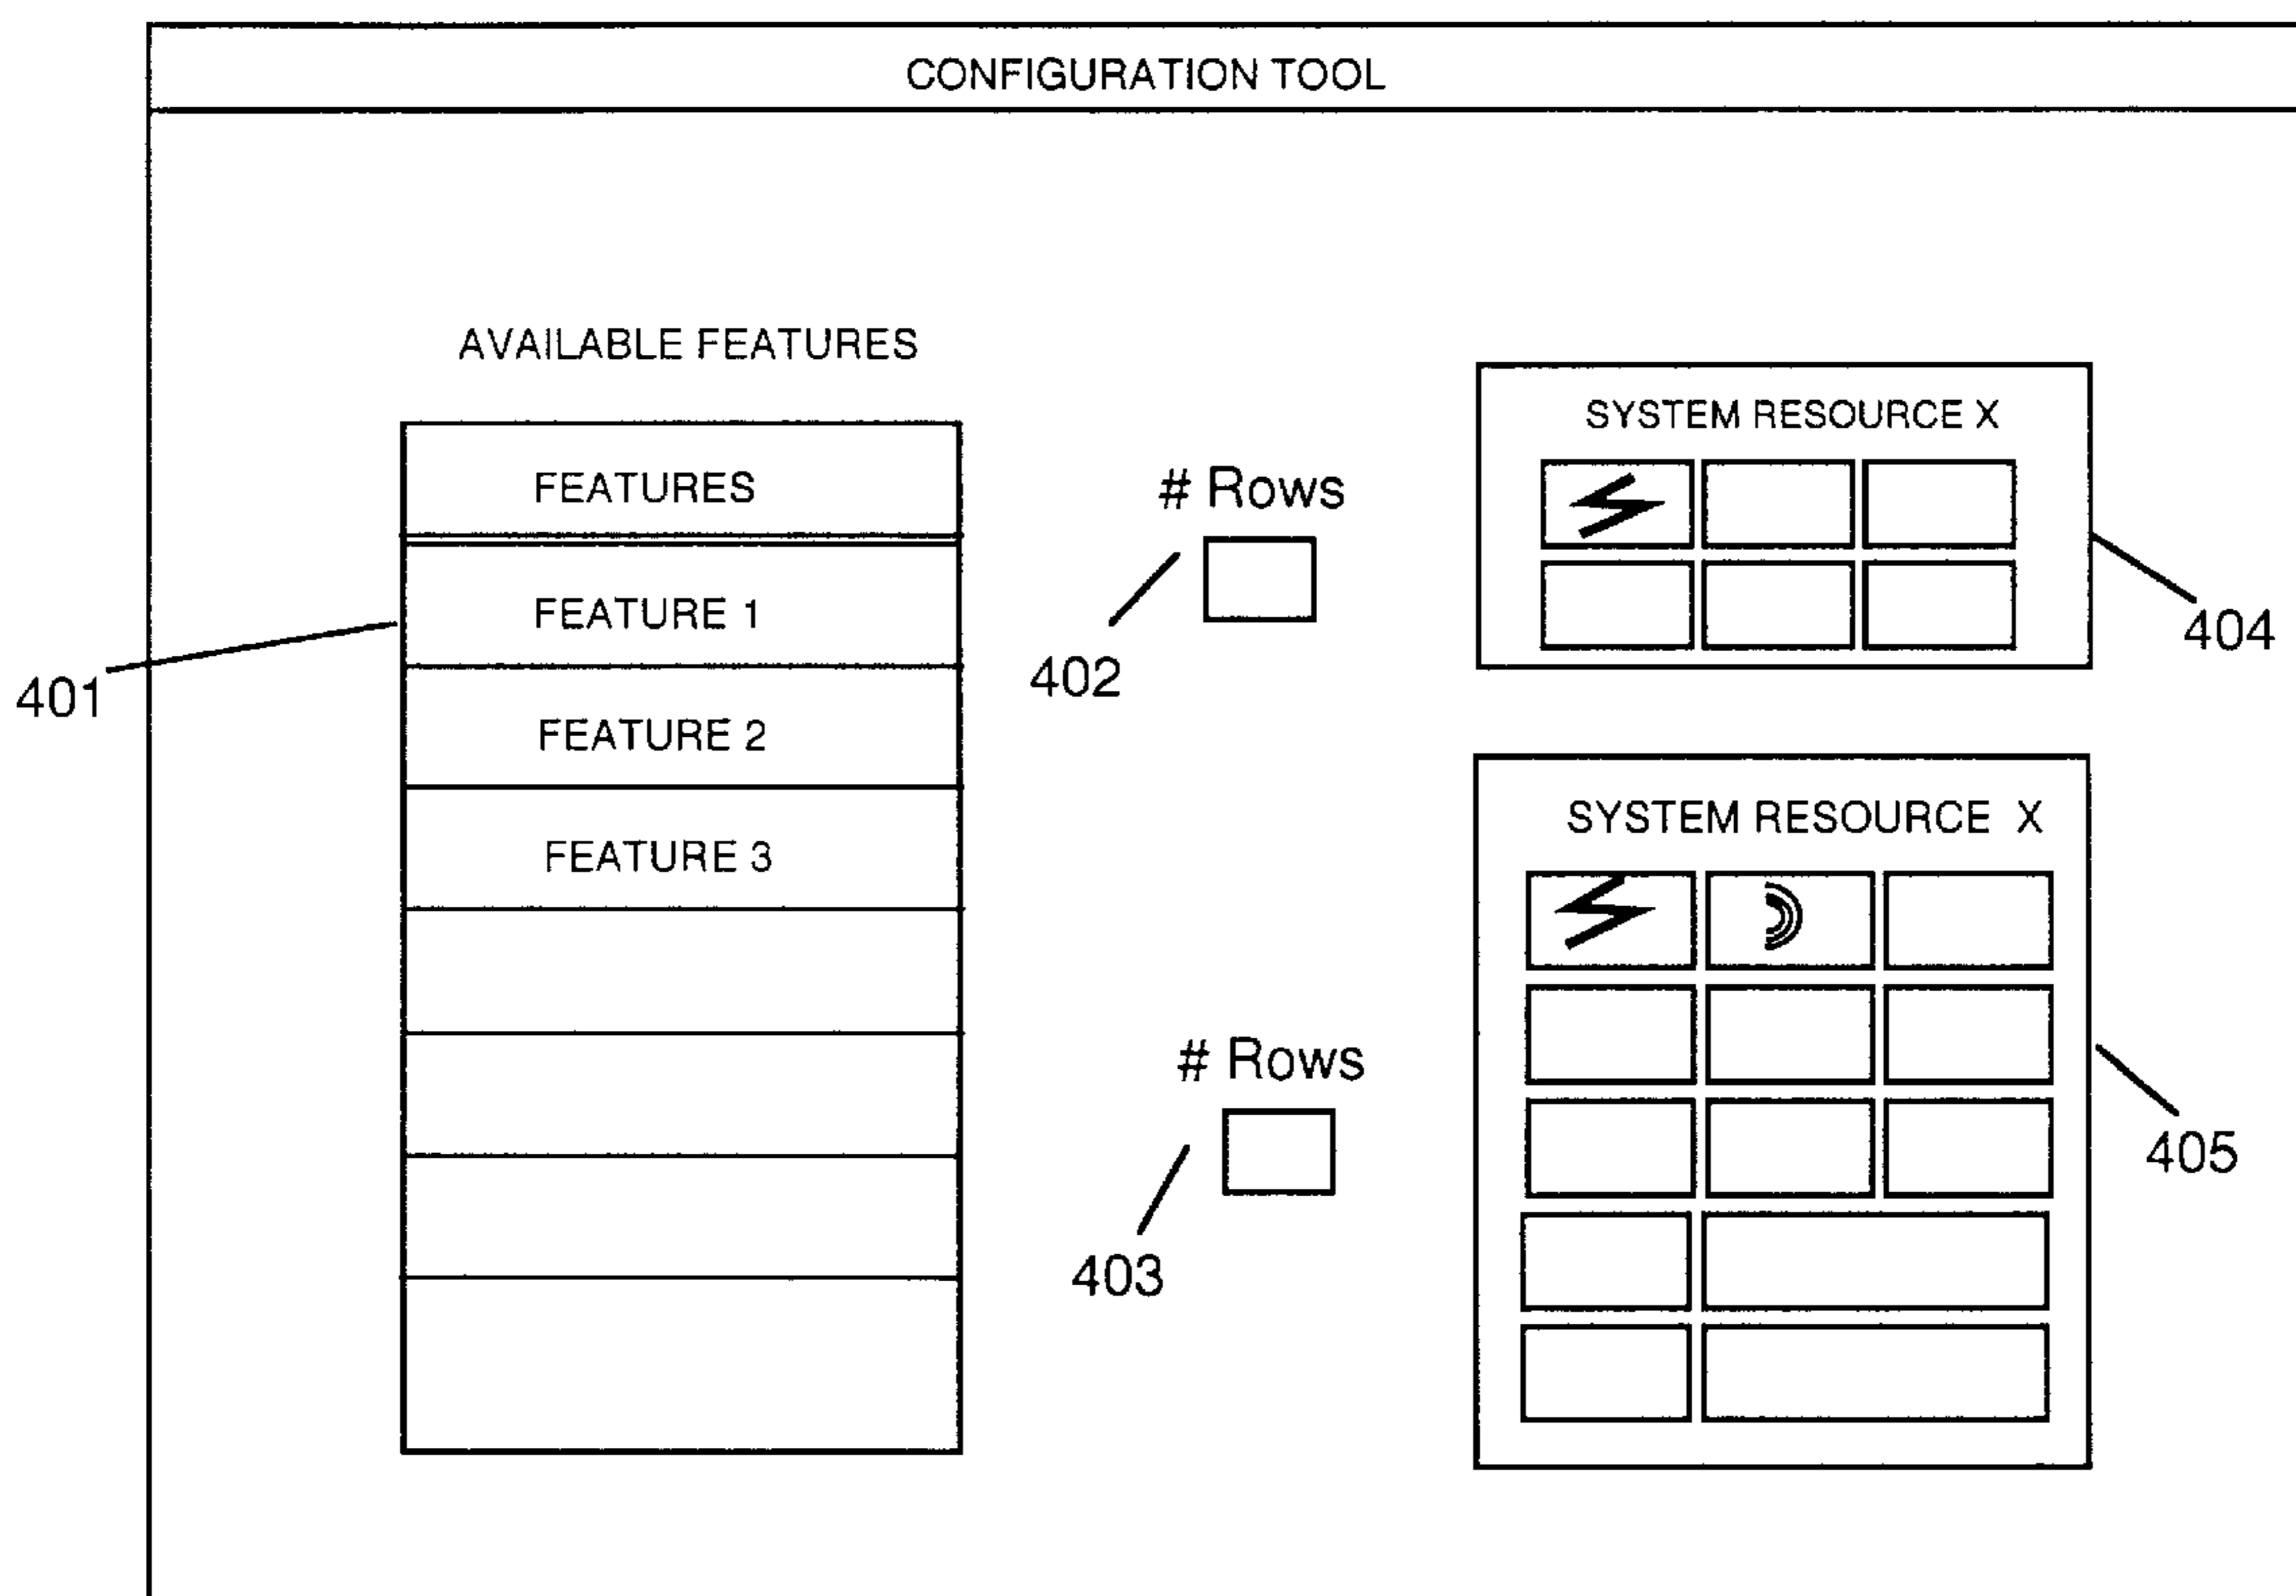 CONFIGURATION TOOL
AVAILABLE FEATURES
FEATURES
FEATURE 1
FEATURE 2
FEATURE 3
401
# Rows
402
# Rows
403
SYSTEM RESOURCE X
404
SYSTEM RESOURCE X
405